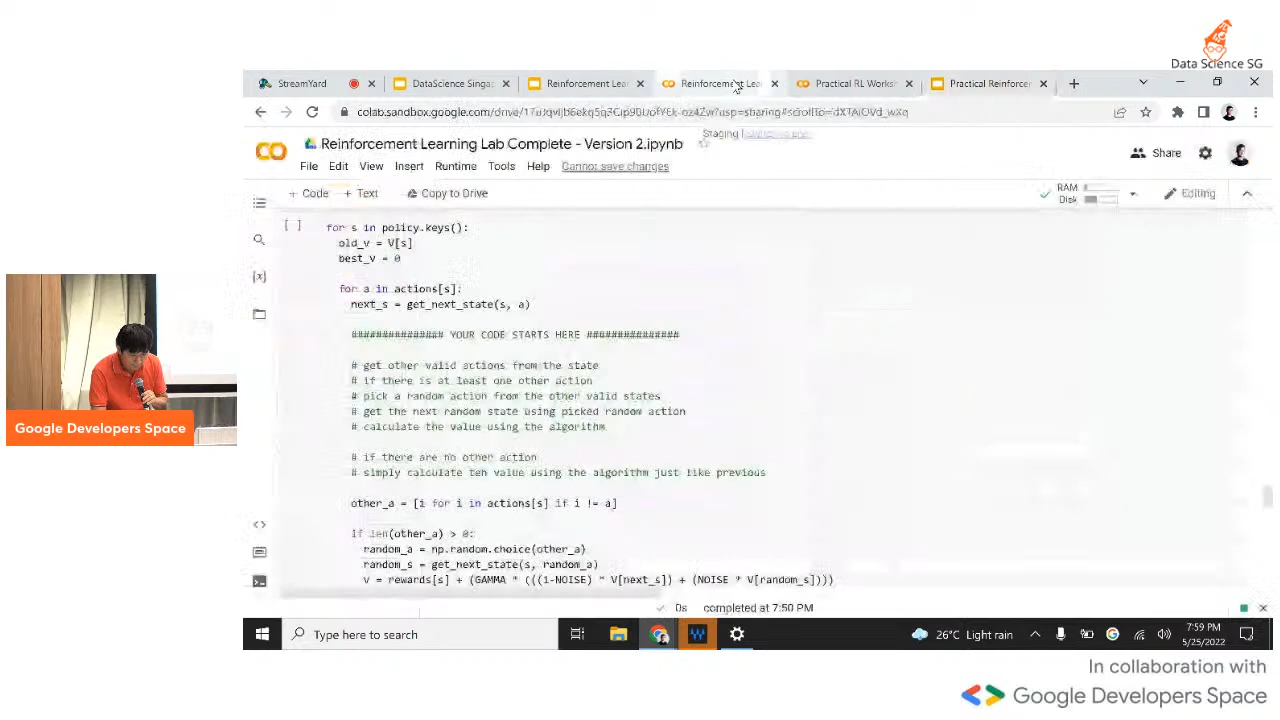 Data Science SG
StreamYard
DataScience Singa
Reinforcement Lear
Reinforcement Lea
Practical RL Works
Practical Reinforcer
Reinforcement Learning Lab Complete - Version 2.ipynb
File Edit View Insert Runtime Tools Help Cannot save changes
Share
+ Code + Text Copy to Drive
RAM
Disk
Editing
[ ] for s in policy.keys():
old_v = V[s]
best_v = 0
for a in actions[s]:
next_s = get_next_state(s, a)
############### YOUR CODE STARTS HERE ###############
# get other valid actions from the state
# if there is at least one other action
# pick a random action from the other valid states
# get the next random state using picked random action
# calculate the value using the algorithm
# if there are no other action
# simply calculate ten value using the algorithm just like previous
other_a = [i for i in actions[s] if i != a]
if len(other_a) > 0:
random_a = np.random.choice(other_a)
random_s = get_next_state(s, random_a)
v = rewards[s] + (GAMMA * (((1-NOISE) * V[next_s]) + (NOISE * V[random_s])))
0s completed at 7:50 PM
Type here to search
26°C Light rain
7:59 PM
5/25/2022
Google Developers Space
In collaboration with
Google Developers Space